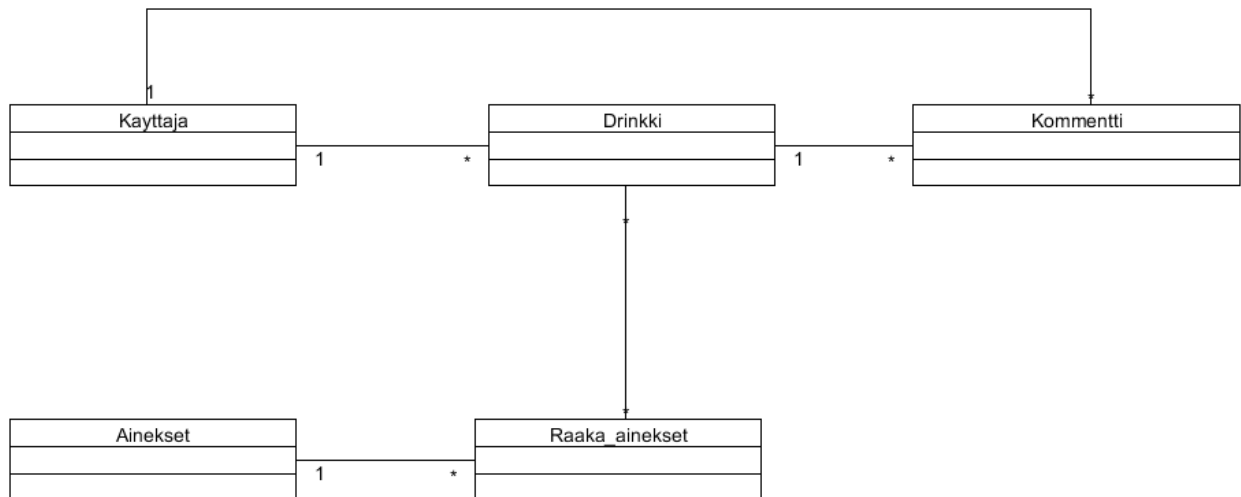 1
*
Kayttaja
Drinkki
Kommentti
1
*
1
*
*
*
Ainekset
Raaka_ainekset
1
*